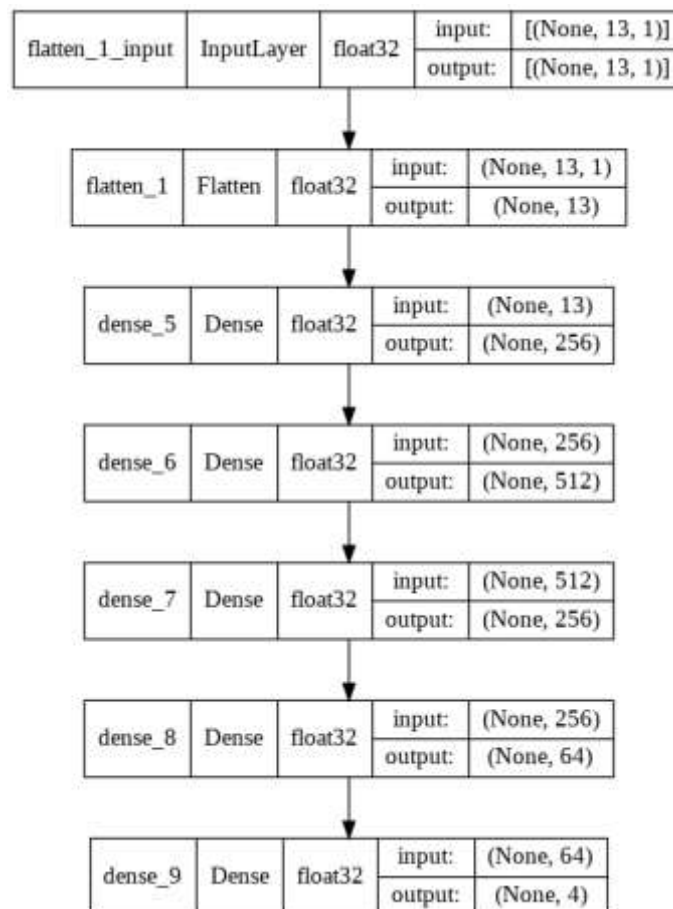 flatten_1_input InputLayer float32 input: [(None, 13, 1)]
output: [(None, 13, 1)]
flatten_1 Flatten float32 input: (None, 13, 1)
output: (None, 13)
dense_5 Dense float32 input: (None, 13)
output: (None, 256)
dense_6 Dense float32 input: (None, 256)
output: (None, 512)
dense_7 Dense float32 input: (None, 512)
output: (None, 256)
dense_8 Dense float32 input: (None, 256)
output: (None, 64)
dense_9 Dense float32 input: (None, 64)
output: (None, 4)